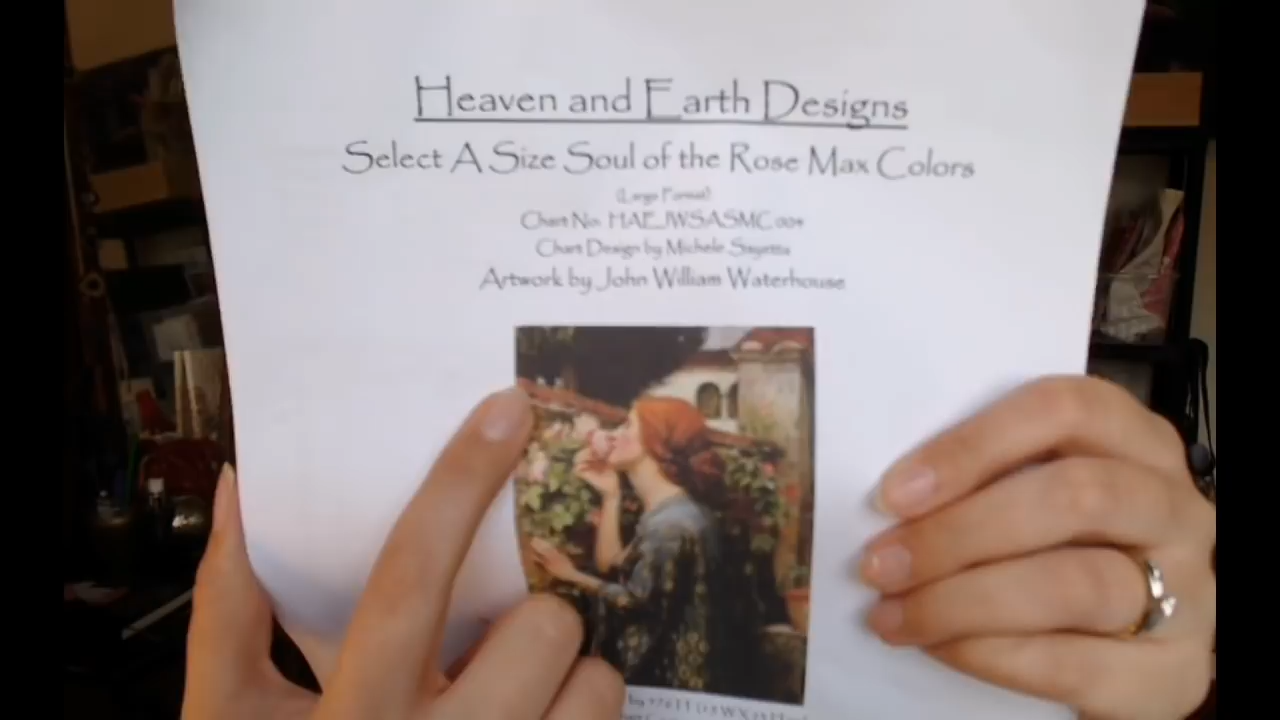 Heaven and Earth Designs
Select A Size Soul of the Rose Max Colors
(Large Format)
Chart No: HAEJWSASMC 004
Chart Design by Michele Sayetta
Artwork by John William Waterhouse
by